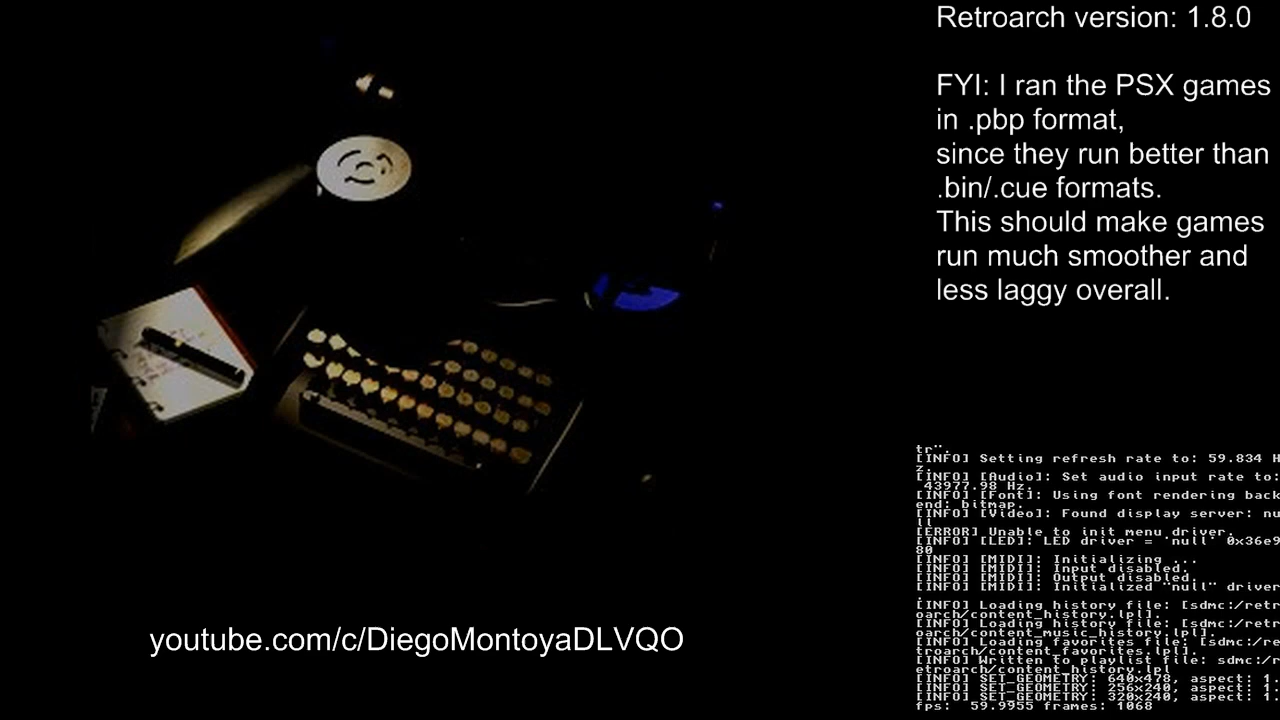 Retroarch version: 1.8.0
FYI: I ran the PSX games
in .pbp format,
since they run better than
.bin/.cue formats.
This should make games
run much smoother and
less laggy overall.
tr".
[INFO] Setting refresh rate to: 59.834 H
z.
[INFO] [Audio]: Set audio input rate to:
43977.98 Hz.
[INFO] [Font]: Using font rendering back
end: bitmap.
[INFO] [Video]: Found display server: nu
ll
[ERROR] Unable to init menu driver.
[INFO] [LED]: LED driver = 'null' 0x36e9
80
[INFO] [MIDI]: Initializing ...
[INFO] [MIDI]: Input disabled.
[INFO] [MIDI]: Output disabled.
[INFO] [MIDI]: Initialized "null" driver
.
[INFO] Loading history file: [sdmc:/retr
oarch/content_history.lpl].
[INFO] Loading history file: [sdmc:/retr
oarch/content_music_history.lpl].
[INFO] Loading favorites file: [sdmc:/re
troarch/content_favorites.lpl].
[INFO] Written to playlist file: sdmc:/r
etroarch/content_history.lpl
[INFO] SET_GEOMETRY: 640x478, aspect: 1.
[INFO] SET_GEOMETRY: 256x240, aspect: 1.
[INFO] SET_GEOMETRY: 320x240, aspect: 1.
fps: 59.9955 frames: 1068
youtube.com/c/DiegoMontoyaDLVQO